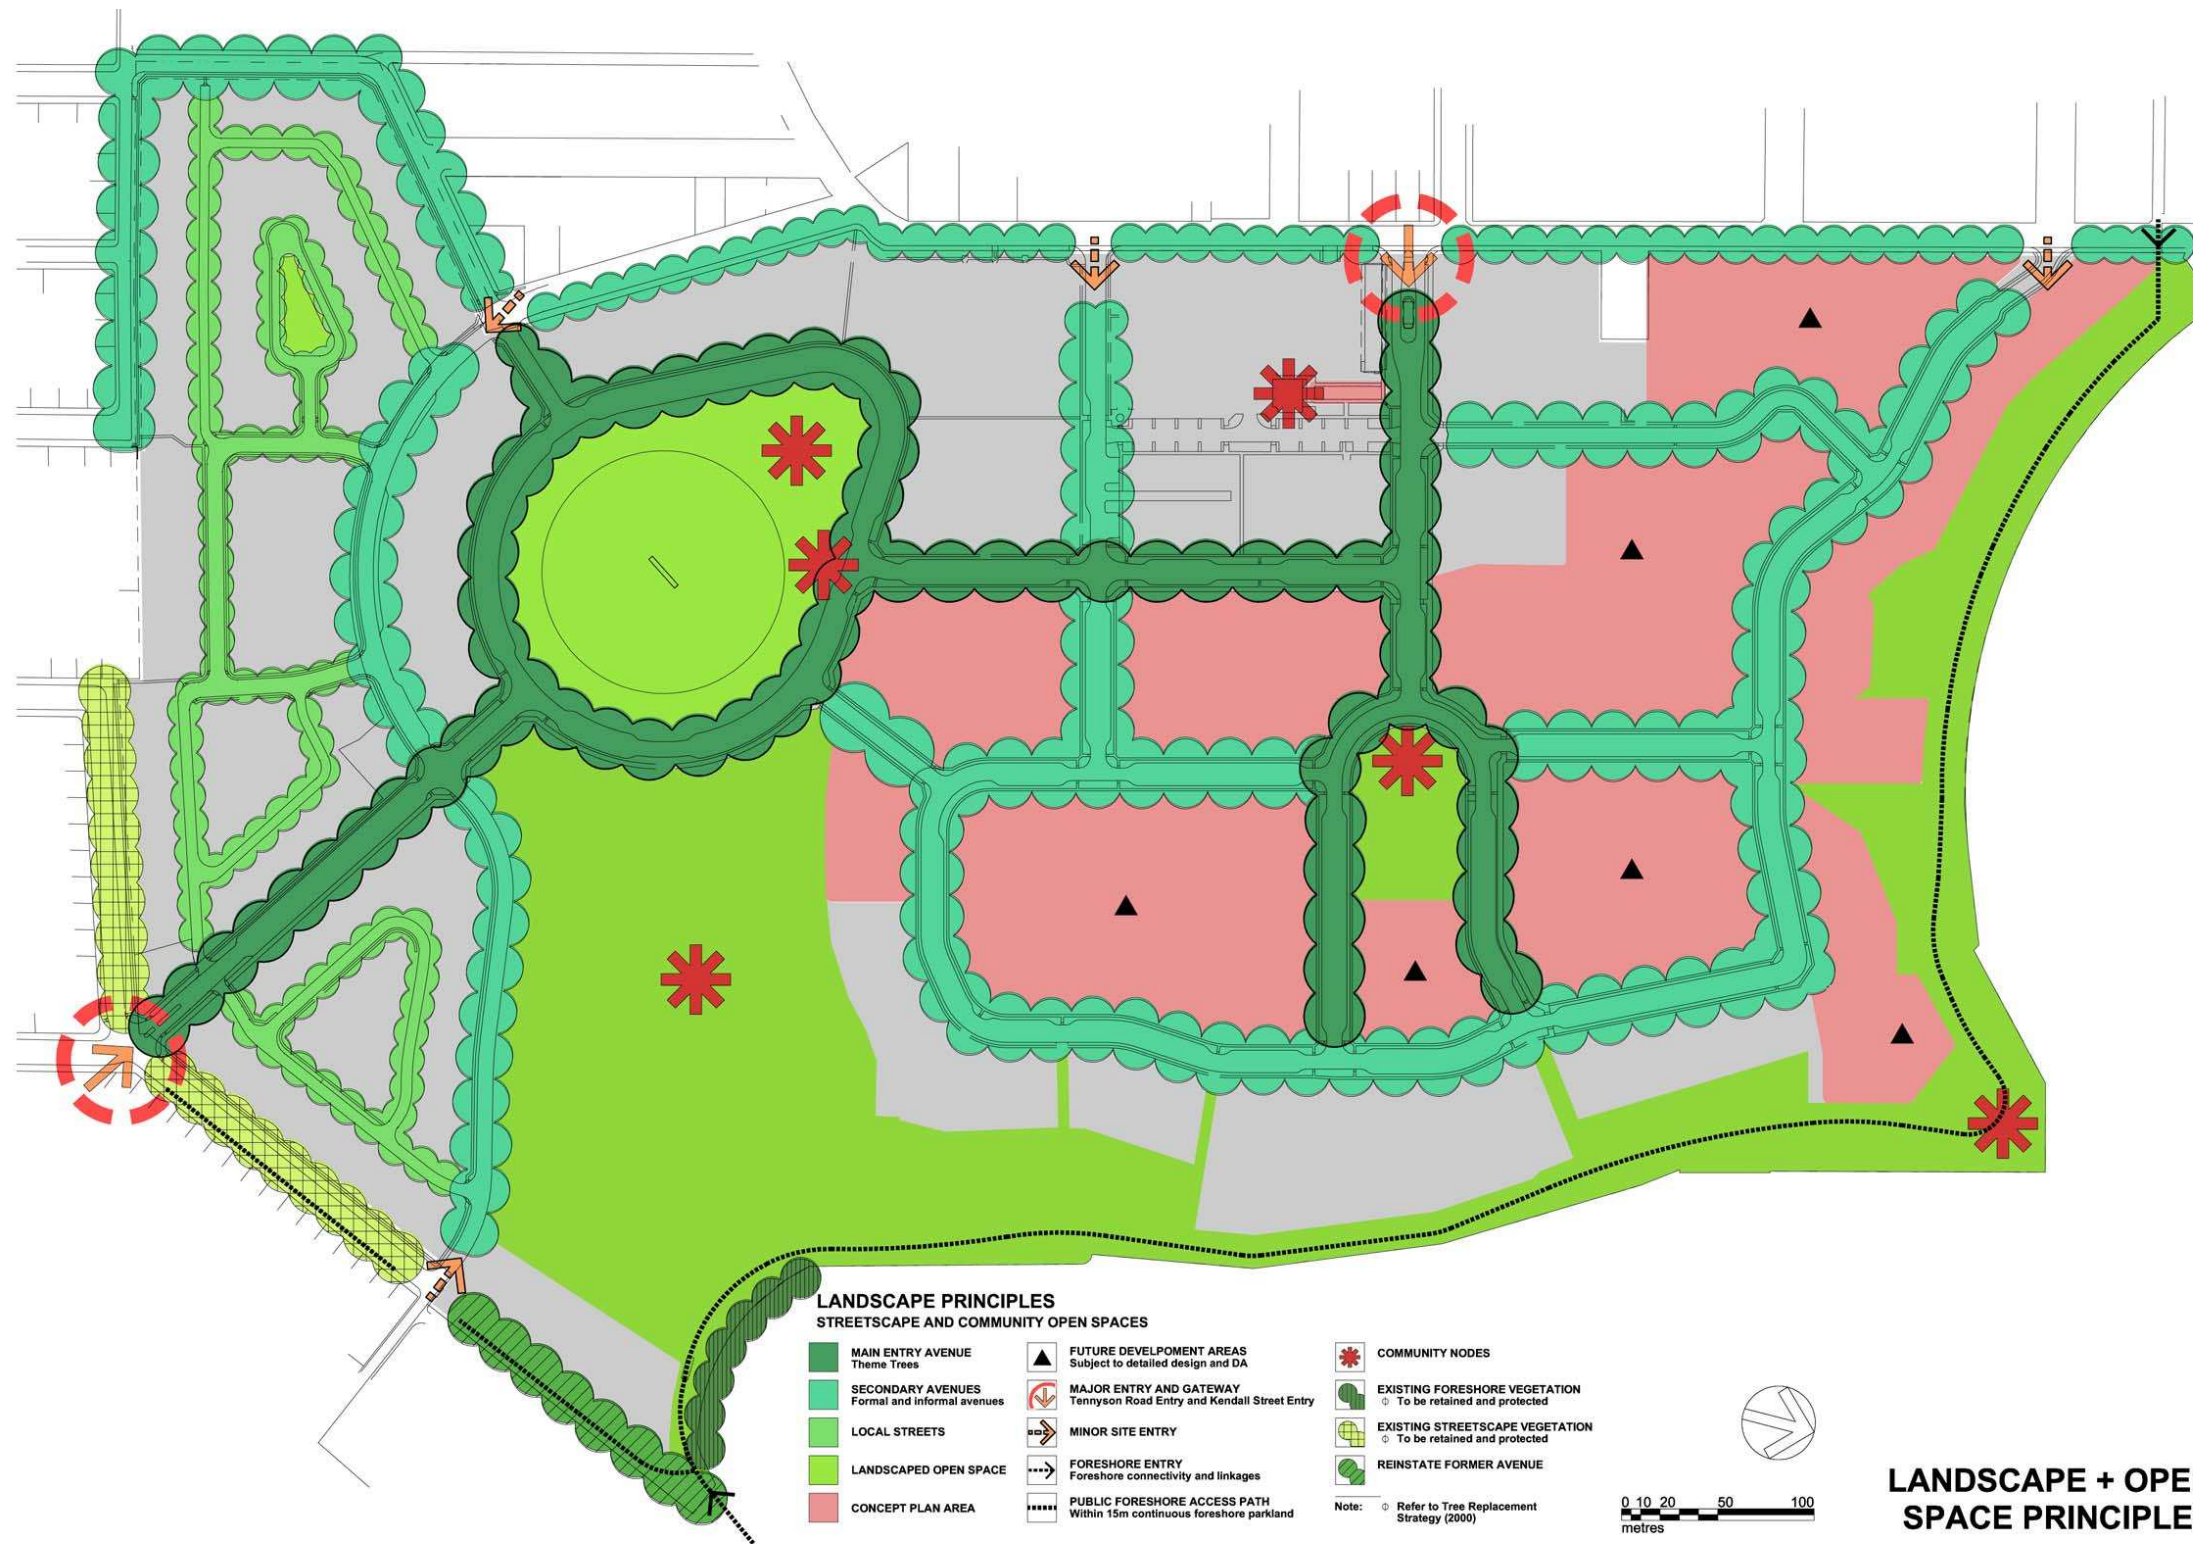 LANDSCAPE PRINCIPLES
STREETSCAPE AND COMMUNITY OPEN SPACES
MAIN ENTRY AVENUE
Theme Trees
SECONDARY AVENUES
Formal and informal avenues
LOCAL STREETS
LANDSCAPED OPEN SPACE
CONCEPT PLAN AREA
FUTURE DEVELPOMENT AREAS
Subject to detailed design and DA
MAJOR ENTRY AND GATEWAY
Tennyson Road Entry and Kendall Street Entry
MINOR SITE ENTRY
FORESHORE ENTRY
Foreshore connectivity and linkages
PUBLIC FORESHORE ACCESS PATH
Within 15m continuous foreshore parkland
COMMUNITY NODES
EXISTING FORESHORE VEGETATION
Φ To be retained and protected
EXISTING STREETSCAPE VEGETATION
Φ To be retained and protected
REINSTATE FORMER AVENUE
Note: Φ Refer to Tree Replacement
Strategy (2000)
0 10 20 50 100
metres
LANDSCAPE + OPE
SPACE PRINCIPLE